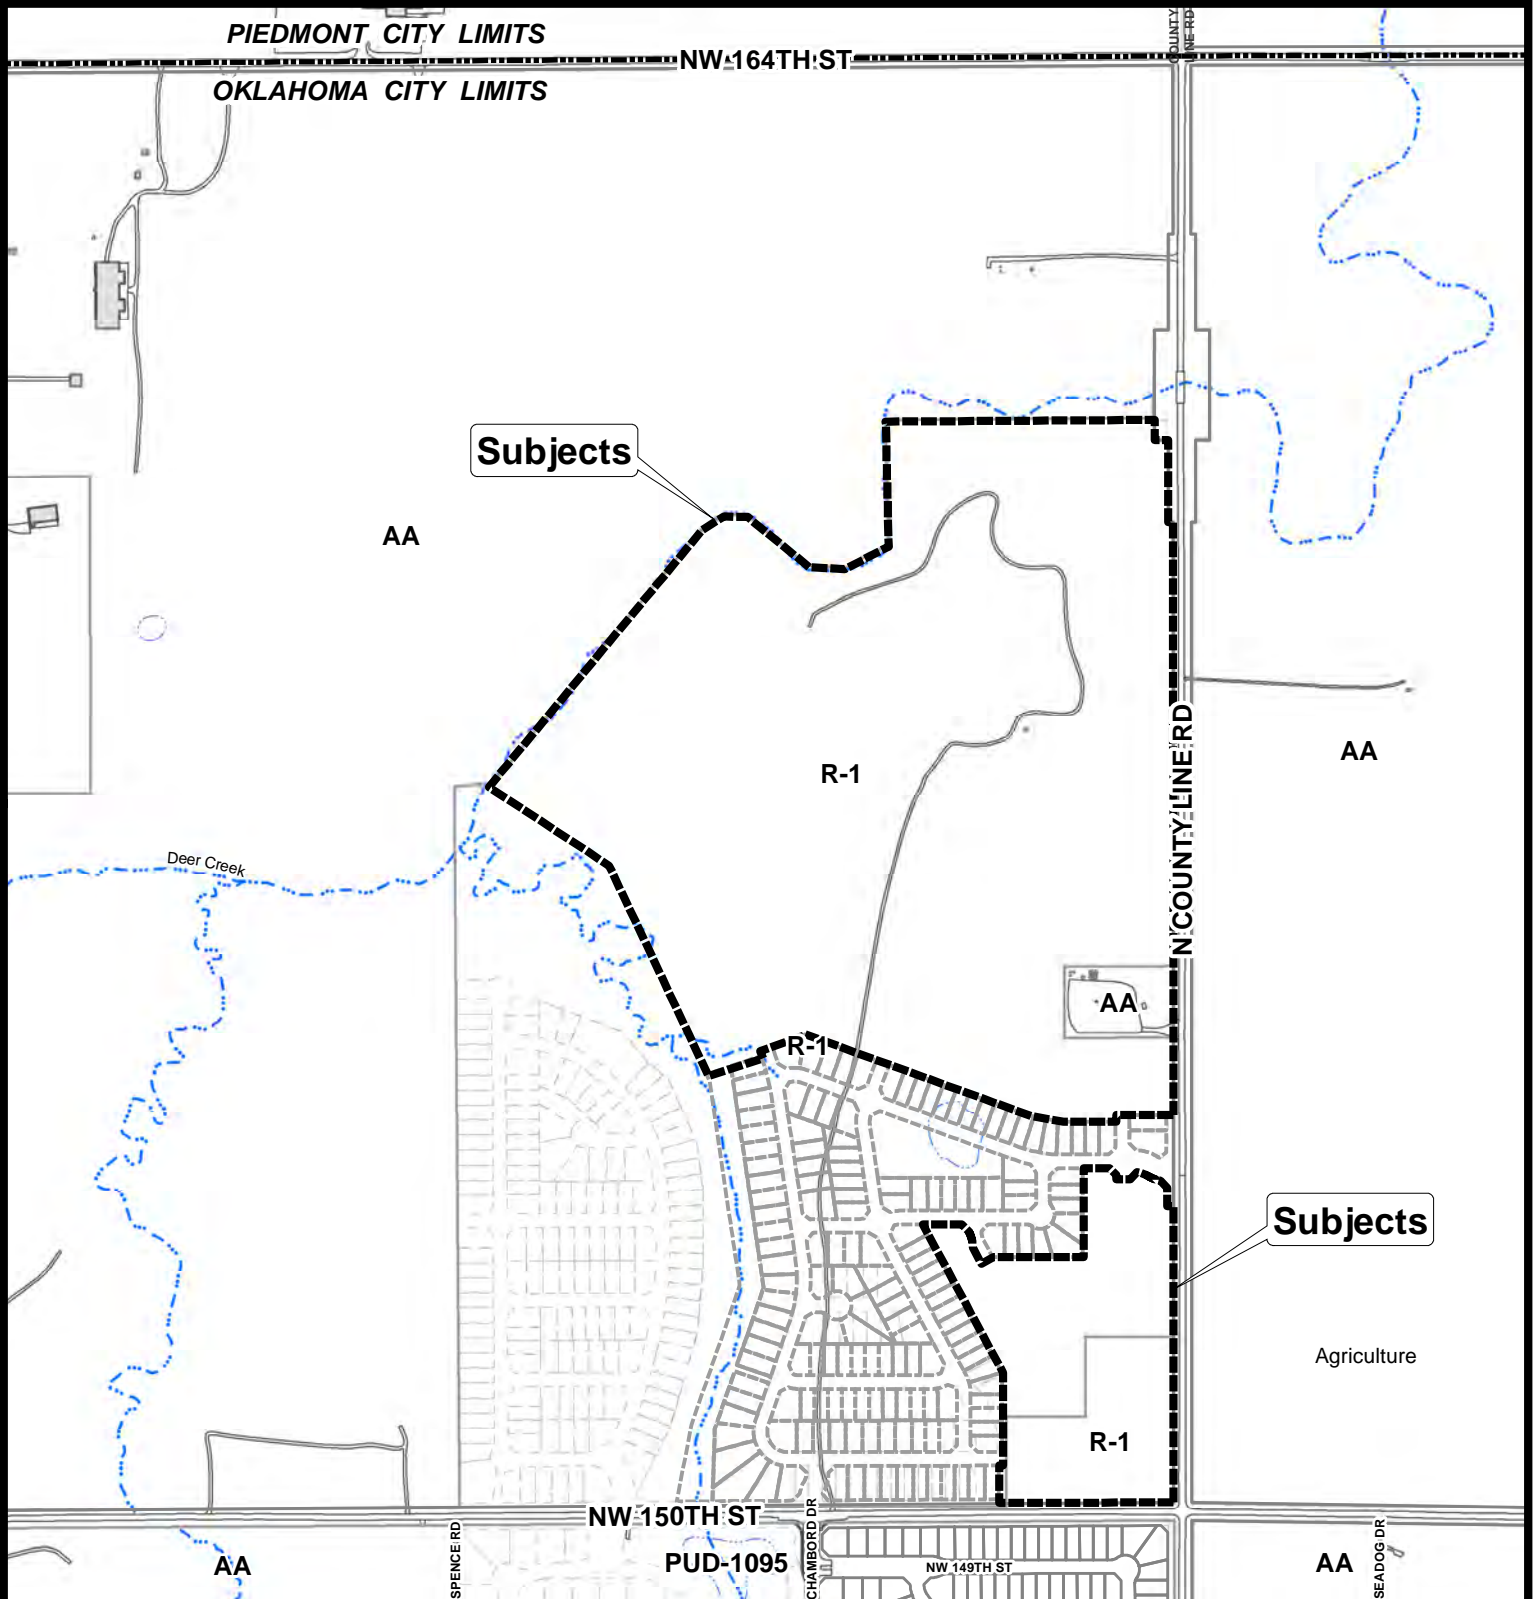 PIEDMONT CITY LIMITS
NW 164TH ST
OKLAHOMA CITY LIMITS
COUNTY
LINE RD
Subjects
AA
R-1
AA
N COUNTY LINE RD
Deer Creek
AA
R-1
Subjects
Agriculture
R-1
NW 150TH ST
AA
SPENCE RD
PUD-1095
CHAMBORD DR
NW 149TH ST
AA
SEADOG DR